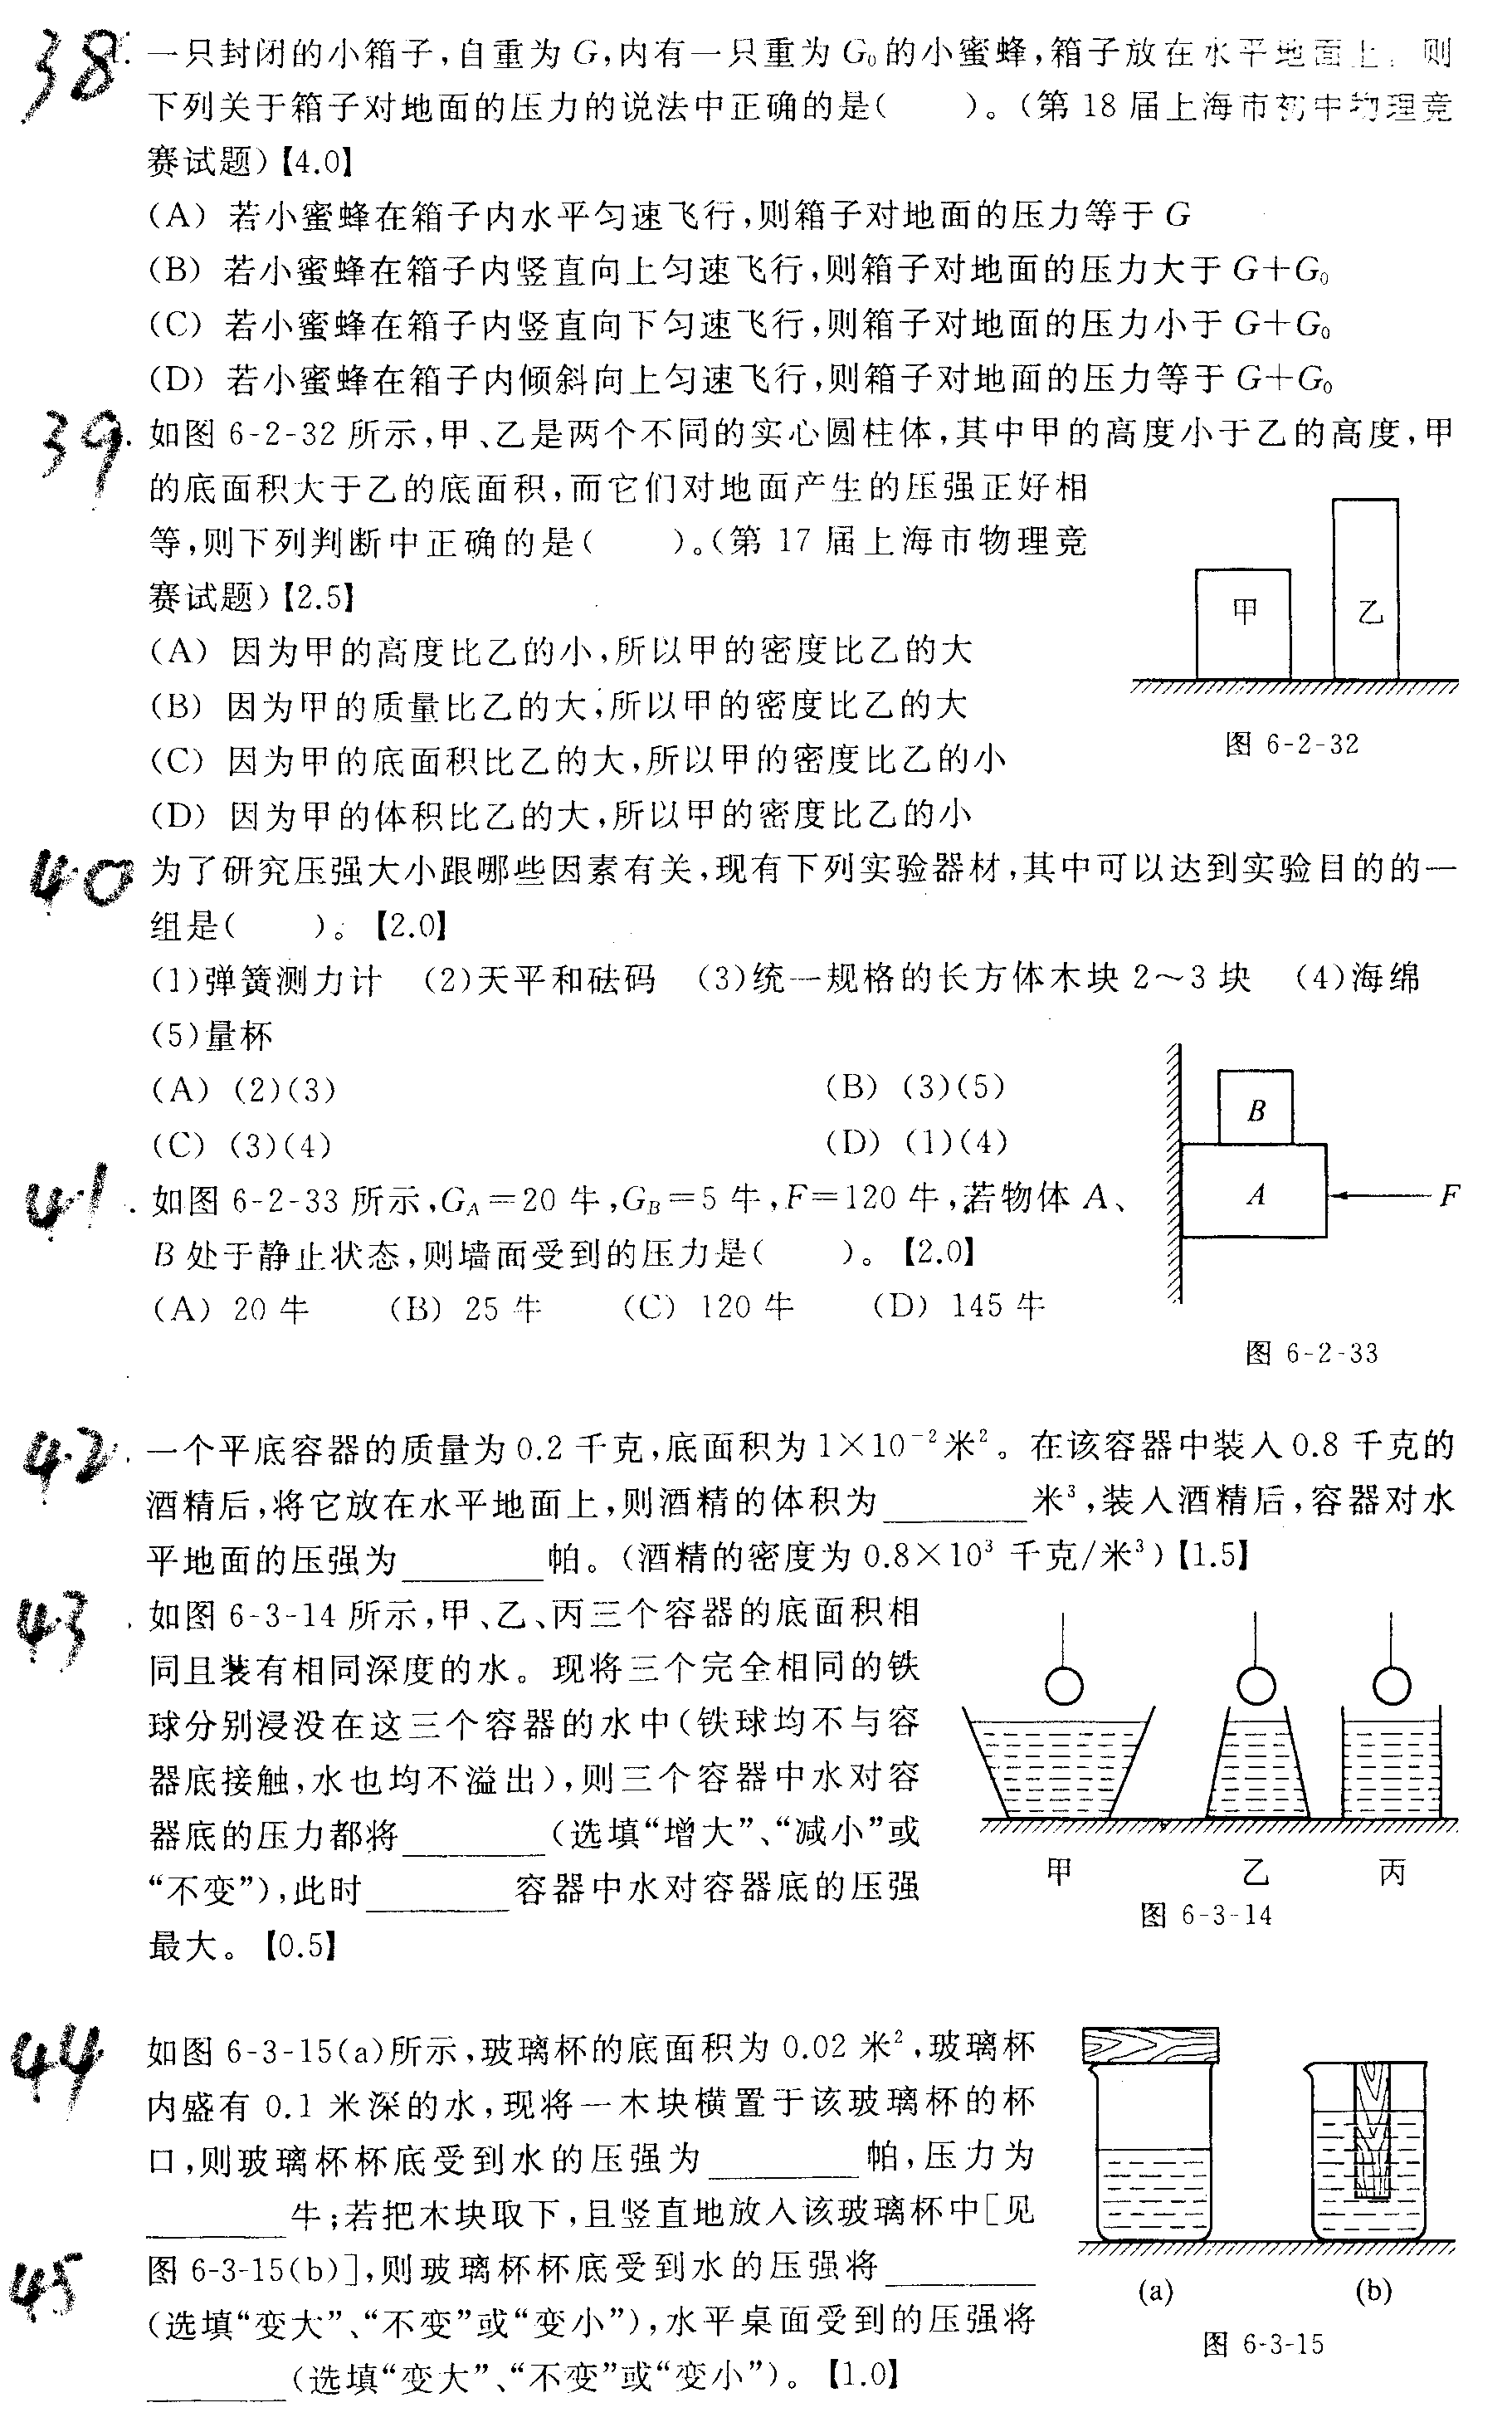 38. 一只封闭的小箱子,自重为 G,内有一只重为 G₀ 的小蜜蜂,箱子放在水平地面上。则
下列关于箱子对地面的压力的说法中正确的是(　　)。(第 18 届上海市初中物理竞
赛试题)【4.0】
(A) 若小蜜蜂在箱子内水平匀速飞行,则箱子对地面的压力等于 G
(B) 若小蜜蜂在箱子内竖直向上匀速飞行,则箱子对地面的压力大于 G+G₀
(C) 若小蜜蜂在箱子内竖直向下匀速飞行,则箱子对地面的压力小于 G+G₀
(D) 若小蜜蜂在箱子内倾斜向上匀速飞行,则箱子对地面的压力等于 G+G₀
39. 如图 6-2-32 所示,甲、乙是两个不同的实心圆柱体,其中甲的高度小于乙的高度,甲
的底面积大于乙的底面积,而它们对地面产生的压强正好相
等,则下列判断中正确的是(　　)。(第 17 届上海市物理竞
赛试题)【2.5】
(A) 因为甲的高度比乙的小,所以甲的密度比乙的大
(B) 因为甲的质量比乙的大,所以甲的密度比乙的大
(C) 因为甲的底面积比乙的大,所以甲的密度比乙的小
(D) 因为甲的体积比乙的大,所以甲的密度比乙的小
甲 乙
图 6-2-32
40 为了研究压强大小跟哪些因素有关,现有下列实验器材,其中可以达到实验目的的一
组是(　　)。【2.0】
(1)弹簧测力计 (2)天平和砝码 (3)统一规格的长方体木块 2～3 块 (4)海绵
(5)量杯
(A) (2)(3) (B) (3)(5)
(C) (3)(4) (D) (1)(4)
41. 如图 6-2-33 所示,G_A=20 牛,G_B=5 牛,F=120 牛,若物体 A、
B 处于静止状态,则墙面受到的压力是(　　)。【2.0】
(A) 20 牛 (B) 25 牛 (C) 120 牛 (D) 145 牛
B
A F
图 6-2-33
42. 一个平底容器的质量为 0.2 千克,底面积为 1×10⁻² 米²。在该容器中装入 0.8 千克的
酒精后,将它放在水平地面上,则酒精的体积为________米³,装入酒精后,容器对水
平地面的压强为________帕。(酒精的密度为 0.8×10³ 千克/米³)【1.5】
43. 如图 6-3-14 所示,甲、乙、丙三个容器的底面积相
同且装有相同深度的水。现将三个完全相同的铁
球分别浸没在这三个容器的水中(铁球均不与容
器底接触,水也均不溢出),则三个容器中水对容
器底的压力都将________(选填“增大”、“减小”或
“不变”),此时________容器中水对容器底的压强
最大。【0.5】
甲 乙 丙
图 6-3-14
44 如图 6-3-15(a)所示,玻璃杯的底面积为 0.02 米²,玻璃杯
内盛有 0.1 米深的水,现将一木块横置于该玻璃杯的杯
口,则玻璃杯杯底受到水的压强为________帕,压力为
________牛;若把木块取下,且竖直地放入该玻璃杯中[见
45 图 6-3-15(b)],则玻璃杯杯底受到水的压强将________
(选填“变大”、“不变”或“变小”),水平桌面受到的压强将
________(选填“变大”、“不变”或“变小”)。【1.0】
(a) (b)
图 6-3-15